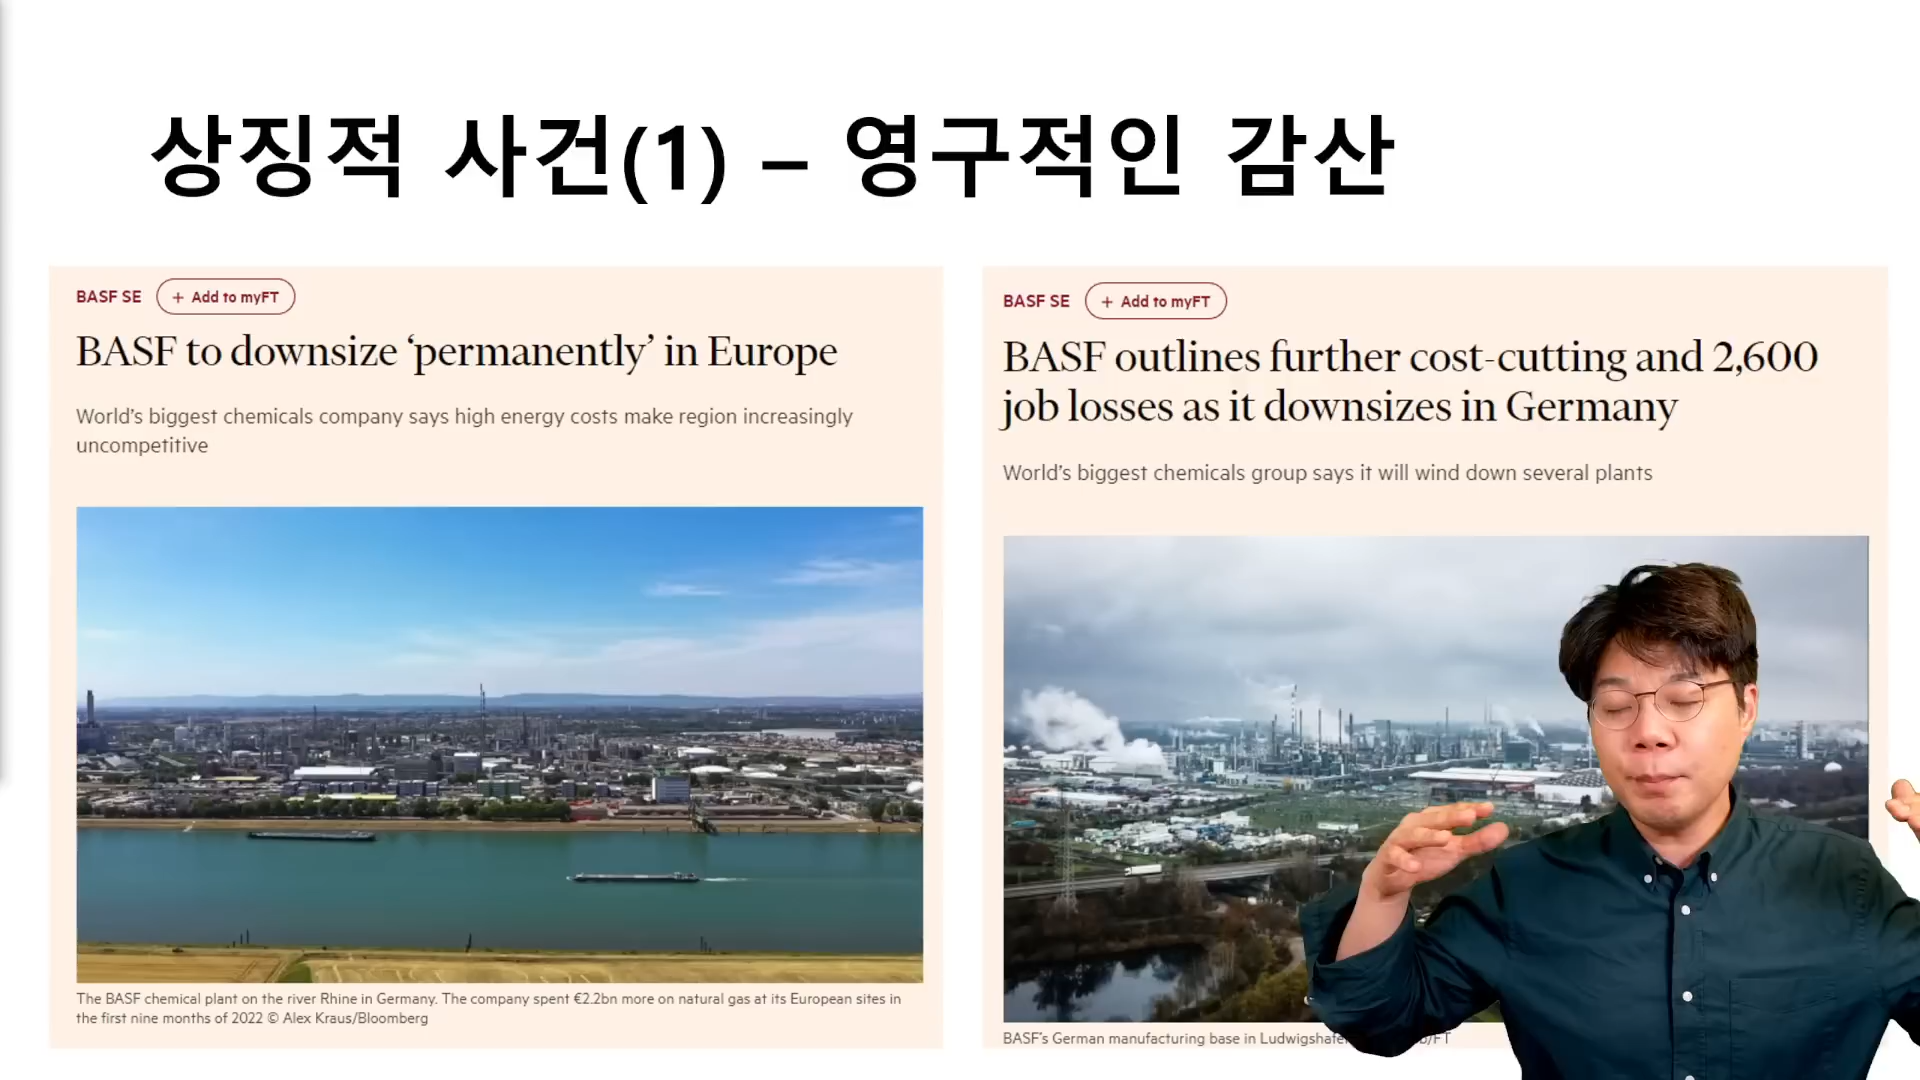 상징적 사건(1) – 영구적인 감산
BASF SE + Add to myFT
BASF to downsize ‘permanently’ in Europe
World’s biggest chemicals company says high energy costs make region increasingly
uncompetitive
The BASF chemical plant on the river Rhine in Germany. The company spent €2.2bn more on natural gas at its European sites in
the first nine months of 2022 © Alex Kraus/Bloomberg
BASF SE + Add to myFT
BASF outlines further cost-cutting and 2,600
job losses as it downsizes in Germany
World’s biggest chemicals group says it will wind down several plants
BASF’s German manufacturing base in